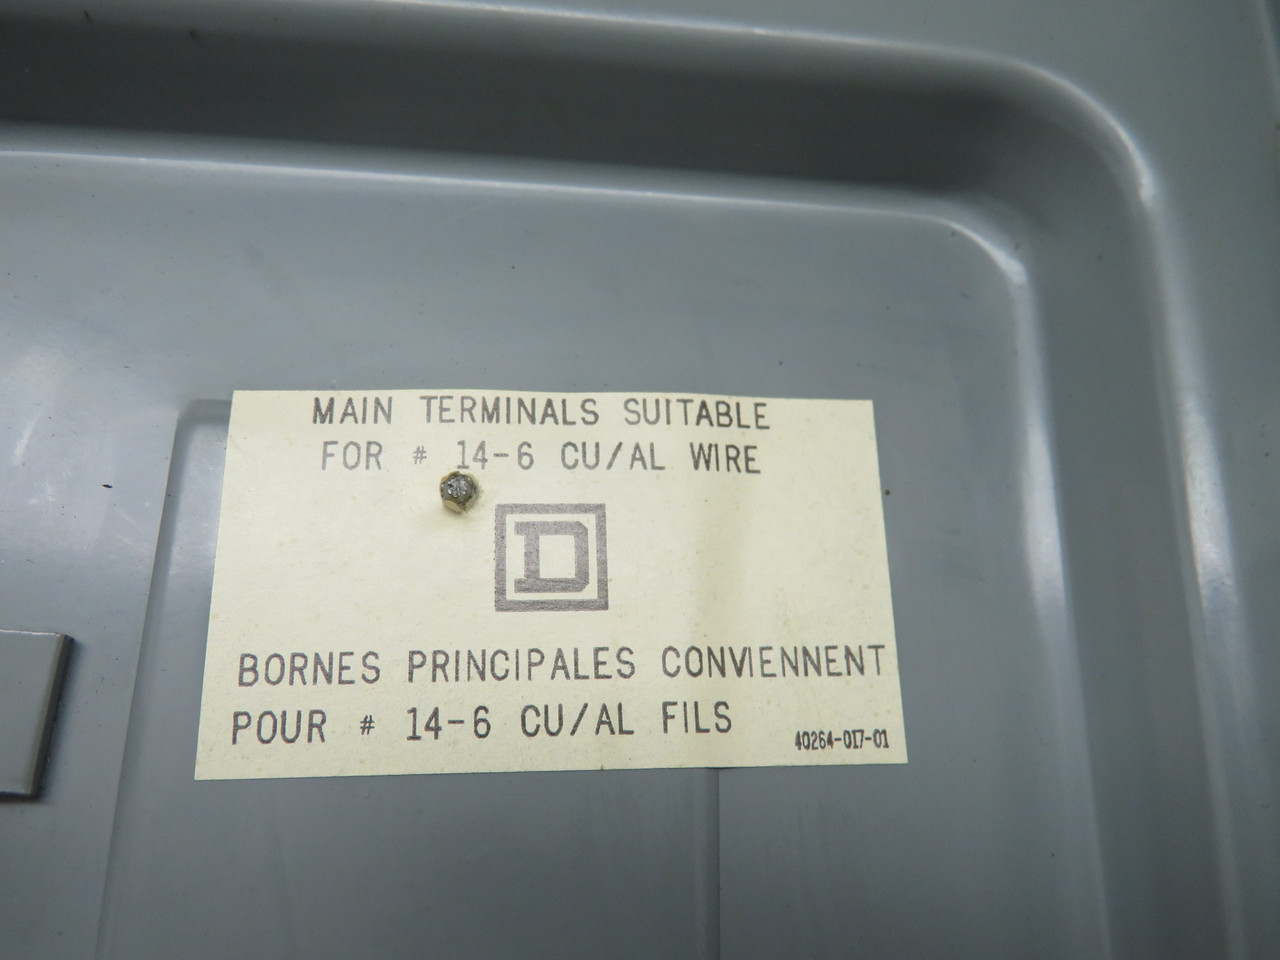 MAIN TERMINALS SUITABLE
FOR # 14-6 CU/AL WIRE
D
BORNES PRINCIPALES CONVIENNENT
POUR # 14-6 CU/AL FILS
40264-017-01